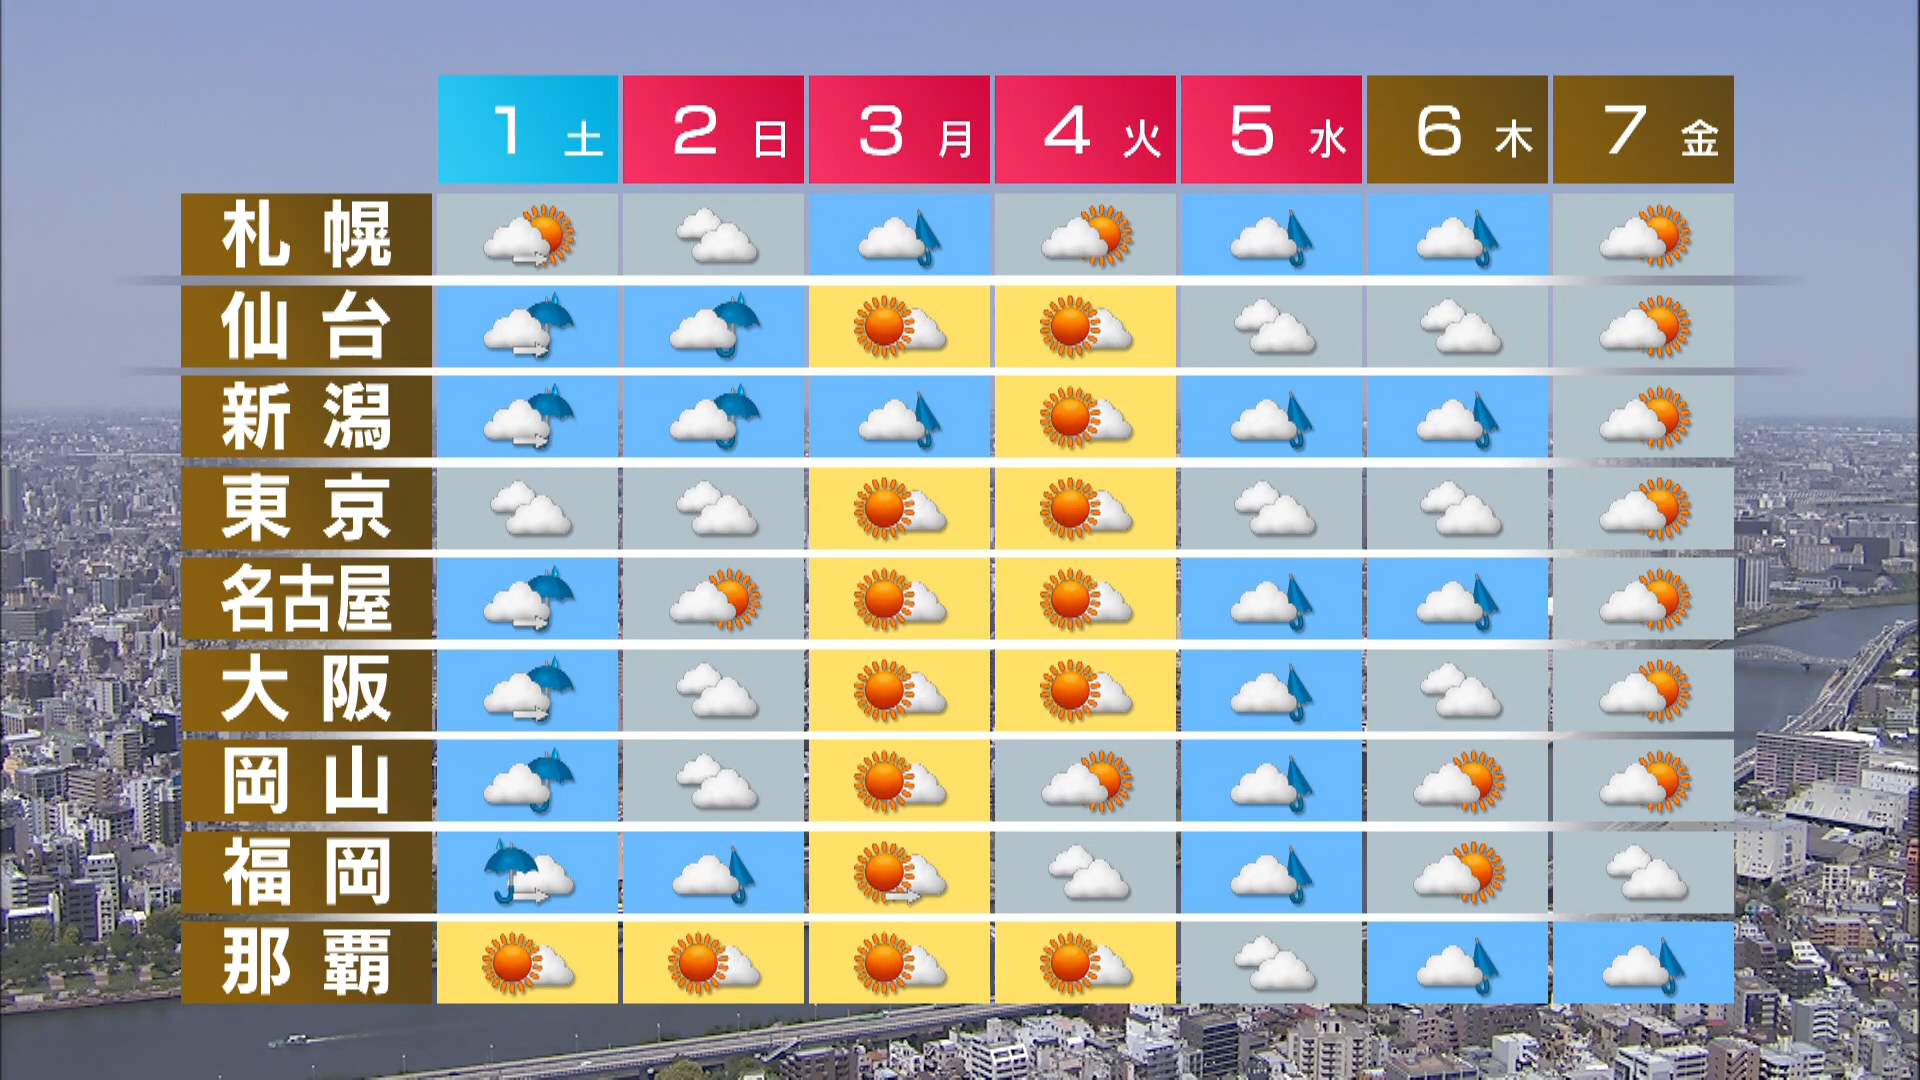 1 土 2 日 3 月 4 火 5 水 6 木 7 金
札幌
仙台
新潟
東京
名古屋
大阪
岡山
福岡
那覇